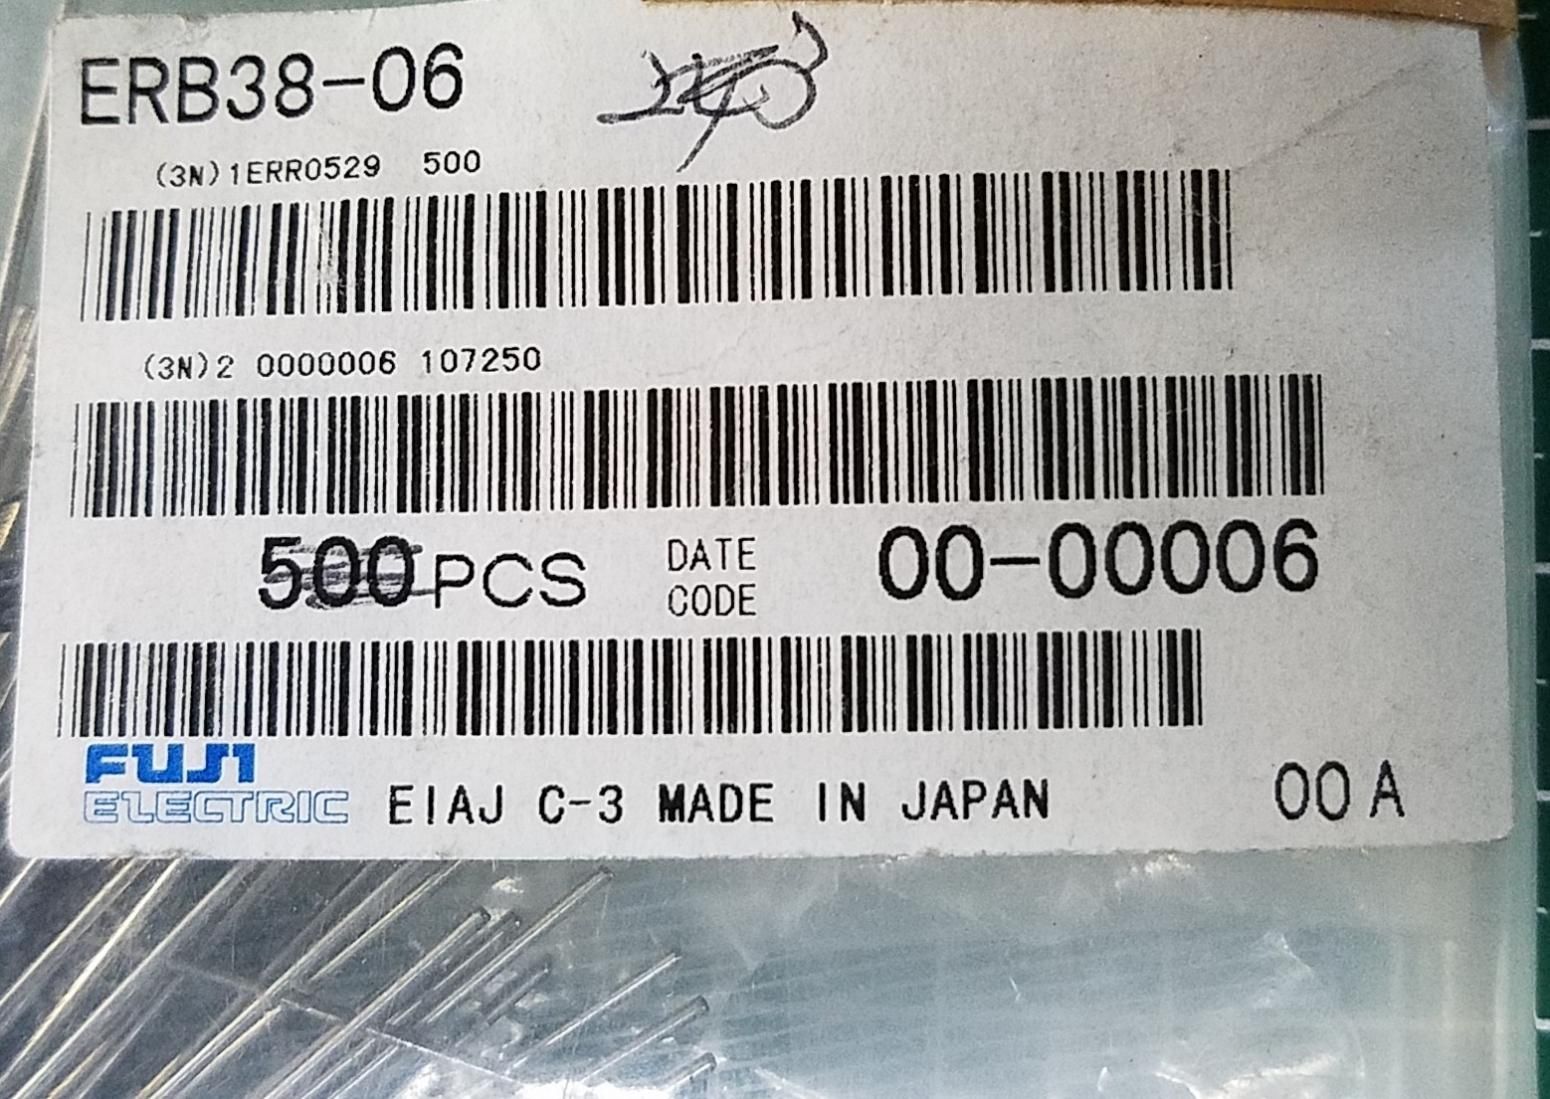 ERB38-06
(3N)1ERR0529 500
(3N)2 0000006 107250
500PCS DATE CODE 00-00006
FUJI
ELECTRIC EIAJ C-3 MADE IN JAPAN 00 A